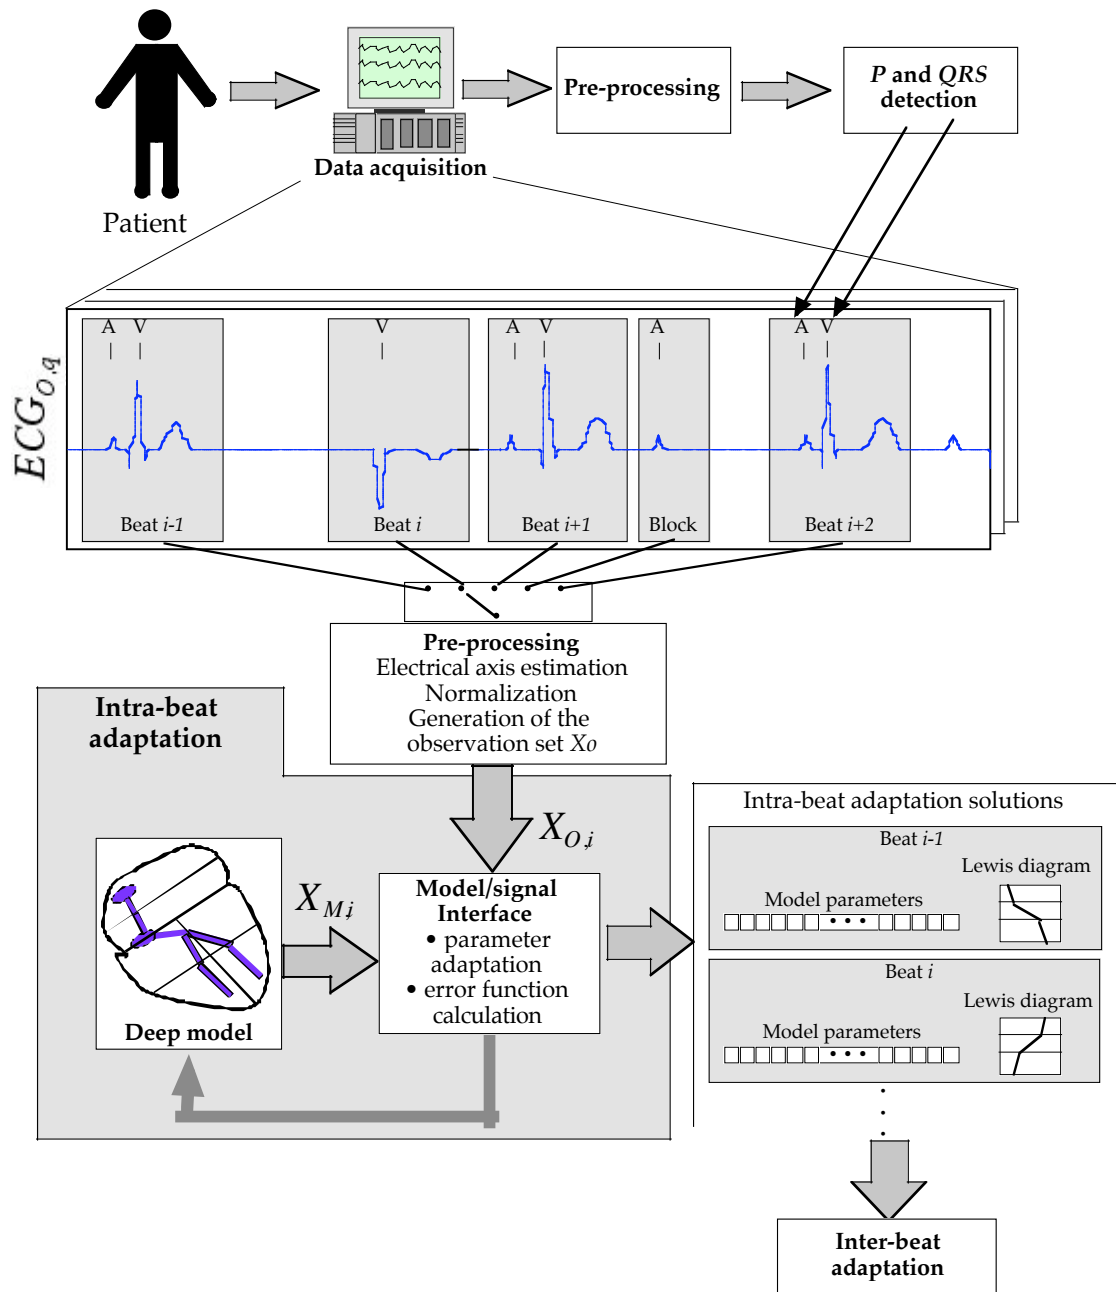 Pre-processing
P and QRS
detection
Data acquisition
Patient
A V
V
A V
A
A V
ECG_{O,q}
Beat i-1
Beat i
Beat i+1
Block
Beat i+2
Pre-processing
Electrical axis estimation
Normalization
Generation of the
observation set Xo
Intra-beat
adaptation
X_{O,i}
X_{M,i}
Deep model
Model/signal
Interface
• parameter
adaptation
• error function
calculation
Intra-beat adaptation solutions
Beat i-1
Lewis diagram
Model parameters
• • •
Beat i
Lewis diagram
Model parameters
• • •
Inter-beat
adaptation